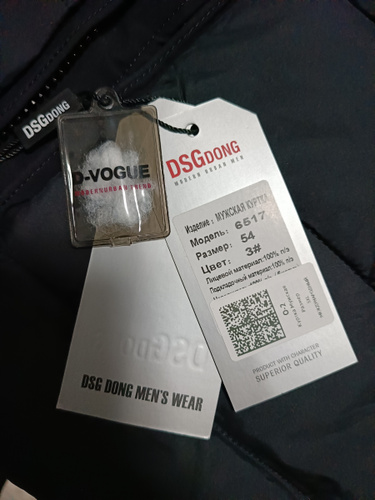 DSGDONG
D-VOGUE
DSGDONG
MODERN URBAN MEN
Изделие: МУЖСКАЯ КУРТКА
Модель: 6517
Размер: 54
Цвет: 3#
Лицевой материал:100% п/э
Подкладочный материал:100% п/э
DSGDONG
DSG DONG MEN'S WEAR
PRODUCT WITH CHARACTER
SUPERIOR QUALITY